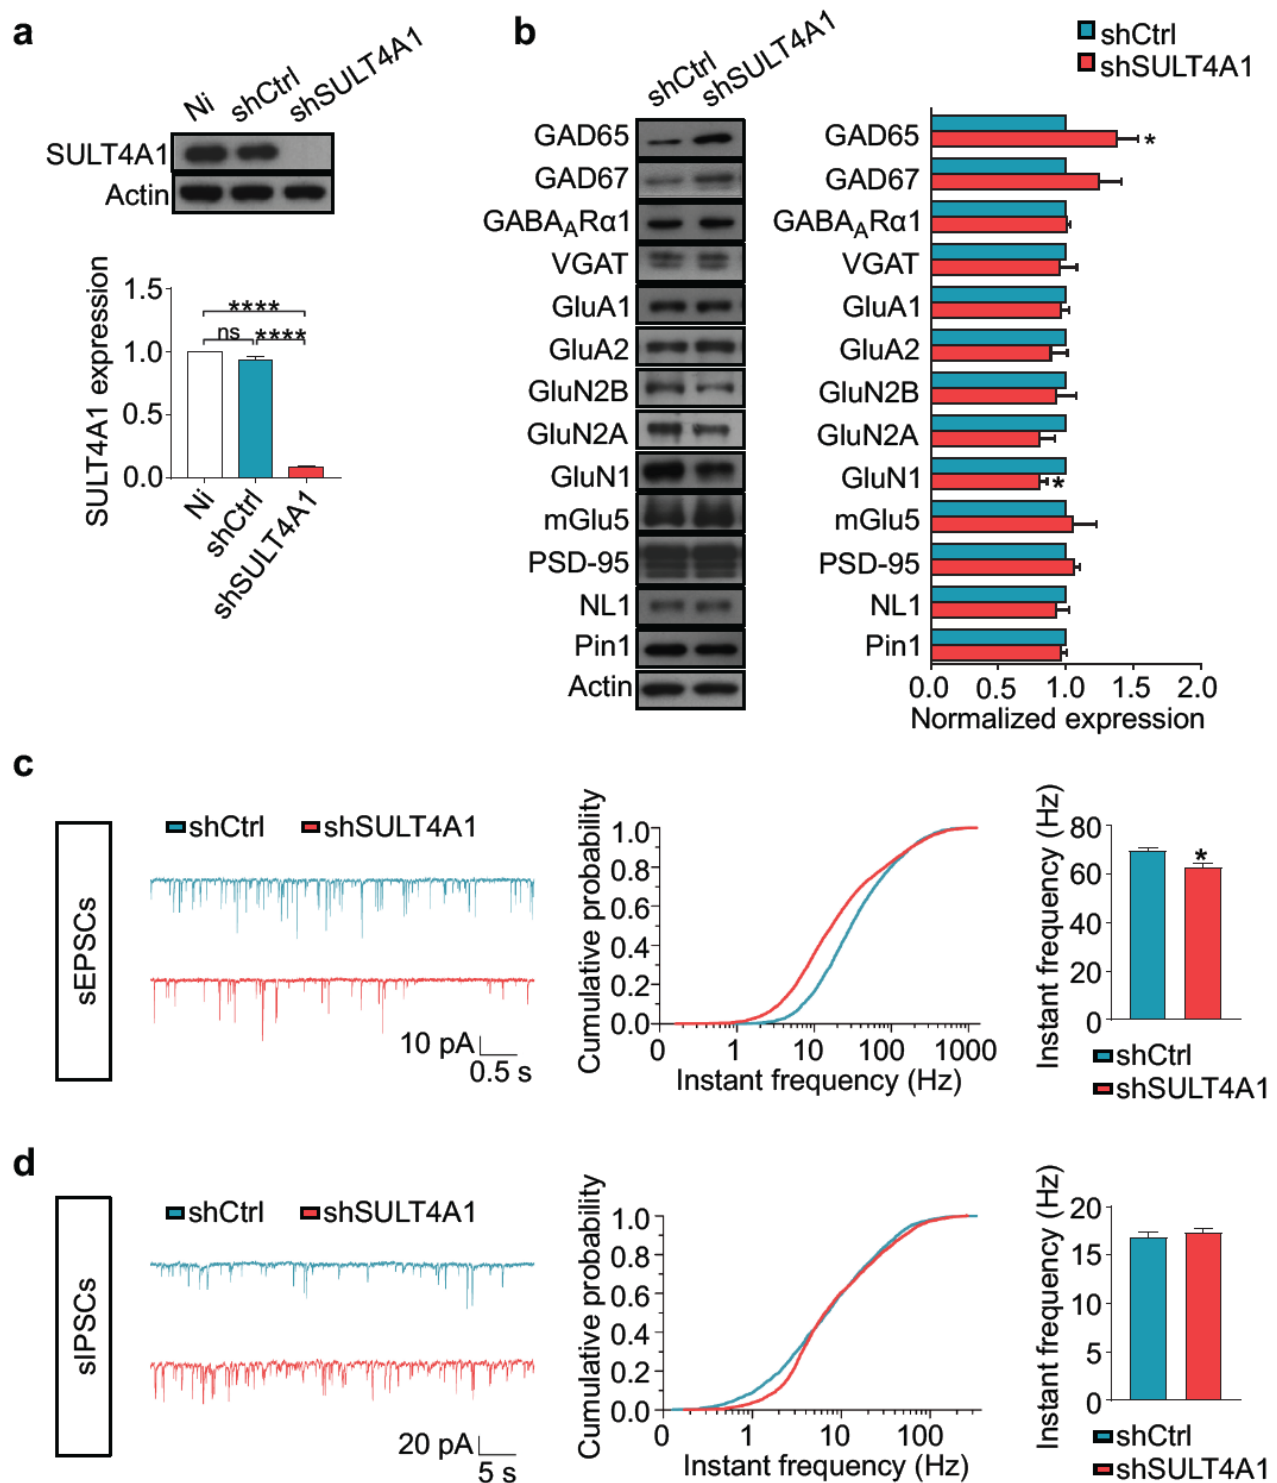 a
Ni
shCtrl
shSULT4A1
SULT4A1
Actin
SULT4A1 expression
1.5
1.0
0.5
0.0
****
ns
****
Ni
shCtrl
shSULT4A1
b
shCtrl
shSULT4A1
GAD65
GAD67
GABAARα1
VGAT
GluA1
GluA2
GluN2B
GluN2A
GluN1
mGlu5
PSD-95
NL1
Pin1
Actin
shCtrl
shSULT4A1
GAD65
*
GAD67
GABAARα1
VGAT
GluA1
GluA2
GluN2B
GluN2A
GluN1
*
mGlu5
PSD-95
NL1
Pin1
0.0 0.5 1.0 1.5 2.0
Normalized expression
c
sEPSCs
shCtrl
shSULT4A1
10 pA
0.5 s
Cumulative probability
1.0
0.8
0.6
0.4
0.2
0.0
0 1 10 100 1000
Instant frequency (Hz)
Instant frequency (Hz)
80
60
40
20
0
*
shCtrl
shSULT4A1
d
sIPSCs
shCtrl
shSULT4A1
20 pA
5 s
Cumulative probability
1.0
0.8
0.6
0.4
0.2
0.0
0 1 10 100
Instant frequency (Hz)
Instant frequency (Hz)
20
15
10
5
0
shCtrl
shSULT4A1